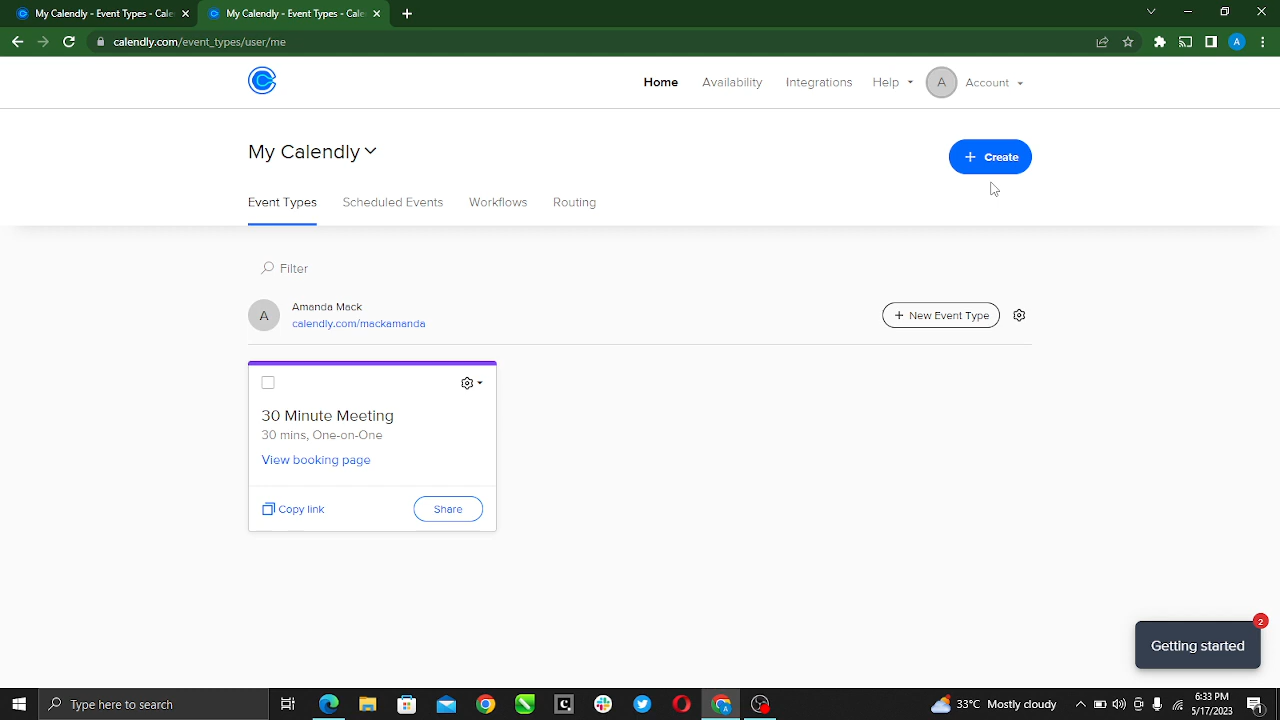 My Calendly - Event Types - Cale
My Calendly - Event Types - Cale
calendly.com/event_types/user/me
A
Home
Availability
Integrations
Help
A
Account
My Calendly
+ Create
Event Types
Scheduled Events
Workflows
Routing
Filter
A
Amanda Mack
calendly.com/mackamanda
+ New Event Type
30 Minute Meeting
30 mins, One-on-One
View booking page
Copy link
Share
2
Getting started
Type here to search
33°C Mostly cloudy
6:33 PM
5/17/2023
1